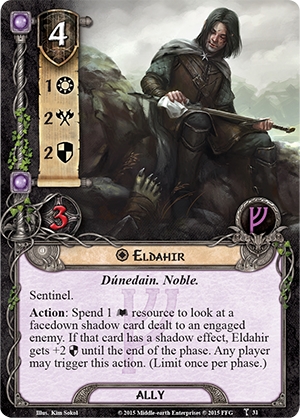 4
1
2
2
3
Eldahir
Dúnedain. Noble.
Sentinel.
Action: Spend 1 resource to look at a
facedown shadow card dealt to an engaged
enemy. If that card has a shadow effect, Eldahir
gets +2 until the end of the phase. Any player
may trigger this action. (Limit once per phase.)
ALLY
Illus. Kim Sokol
© 2015 Middle-earth Enterprises © 2015 FFG
31